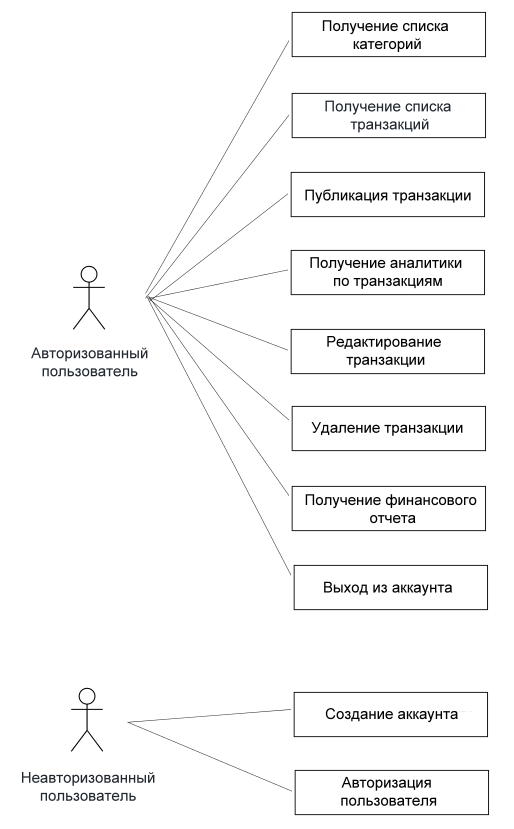 Получение списка
категорий
Получение списка
транзакций
Публикация транзакции
Получение аналитики
по транзакциям
Авторизованный
пользователь
Редактирование
транзакции
Удаление транзакции
Получение финансового
отчета
Выход из аккаунта
Создание аккаунта
Неавторизованный
пользователь
Авторизация
пользователя